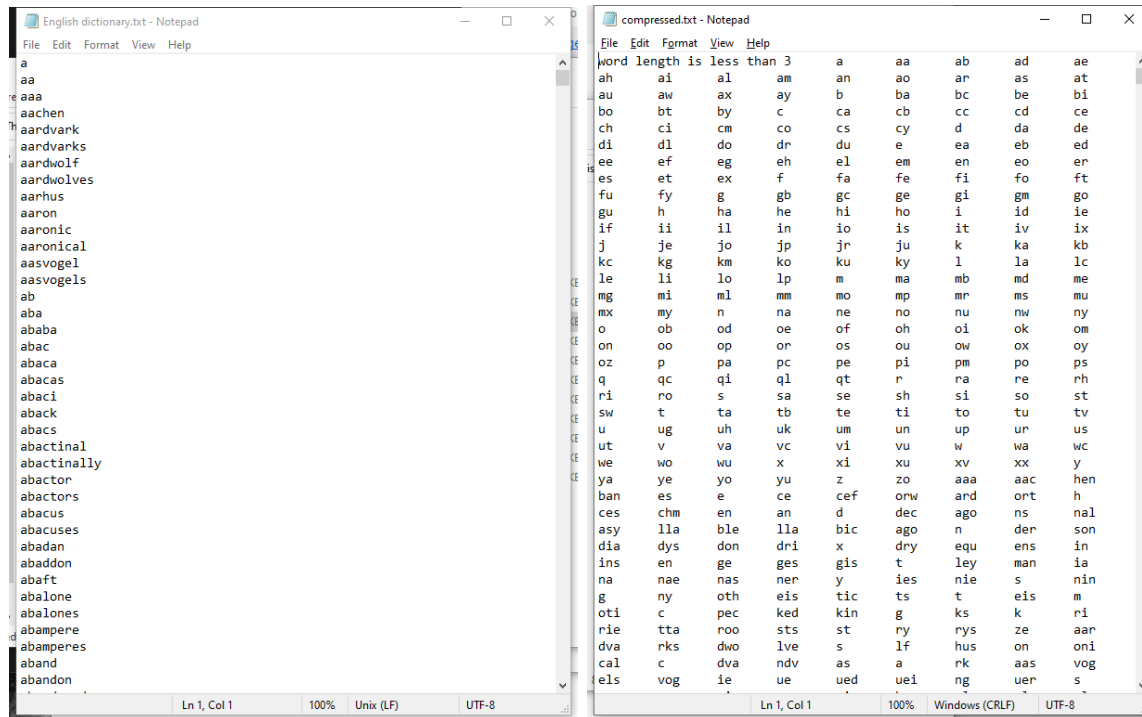 English dictionary.txt - Notepad
File Edit Format View Help
a
aa
aaa
aachen
aardvark
aardvarks
aardwolf
aardwolves
aarhus
aaron
aaronic
aaronical
aasvogel
aasvogels
ab
aba
ababa
abac
abaca
abacas
abaci
aback
abacs
abactinal
abactinally
abactor
abactors
abacus
abacuses
abadan
abaddon
abaft
abalone
abalones
abampere
abamperes
aband
abandon
Ln 1, Col 1 100% Unix (LF) UTF-8
compressed.txt - Notepad
File Edit Format View Help
word length is less than 3 a aa ab ad ae
ah ai al am an ao ar as at
au aw ax ay b ba bc be bi
bo bt by c ca cb cc cd ce
ch ci cm co cs cy d da de
di dl do dr du e ea eb ed
ee ef eg eh el em en eo er
es et ex f fa fe fi fo ft
fu fy g gb gc ge gi gm go
gu h ha he hi ho i id ie
if ii il in io is it iv ix
j je jo jp jr ju k ka kb
kc kg km ko ku ky l la lc
le li lo lp m ma mb md me
mg mi ml mm mo mp mr ms mu
mx my n na ne no nu nw ny
o ob od oe of oh oi ok om
on oo op or os ou ow ox oy
oz p pa pc pe pi pm po ps
q qc qi ql qt r ra re rh
ri ro s sa se sh si so st
sw t ta tb te ti to tu tv
u ug uh uk um un up ur us
ut v va vc vi vu w wa wc
we wo wu x xi xu xv xx y
ya ye yo yu z zo aaa aac hen
ban es e ce cef orw ard ort h
ces chm en an d dec ago ns nal
asy lla ble lla bic ago n der son
dia dys don dri x dry equ ens in
ins en ge ges gis t ley man ia
na nae nas ner y ies nie s nin
g ny oth eis tic ts t eis m
oti c pec ked kin g ks k ri
rie tta roo sts st ry rys ze aar
dva rks dwo lve s lf hus on oni
cal c dva ndv as a rk aas vog
els vog ie ue ued uei ng uer s
Ln 1, Col 1 100% Windows (CRLF) UTF-8